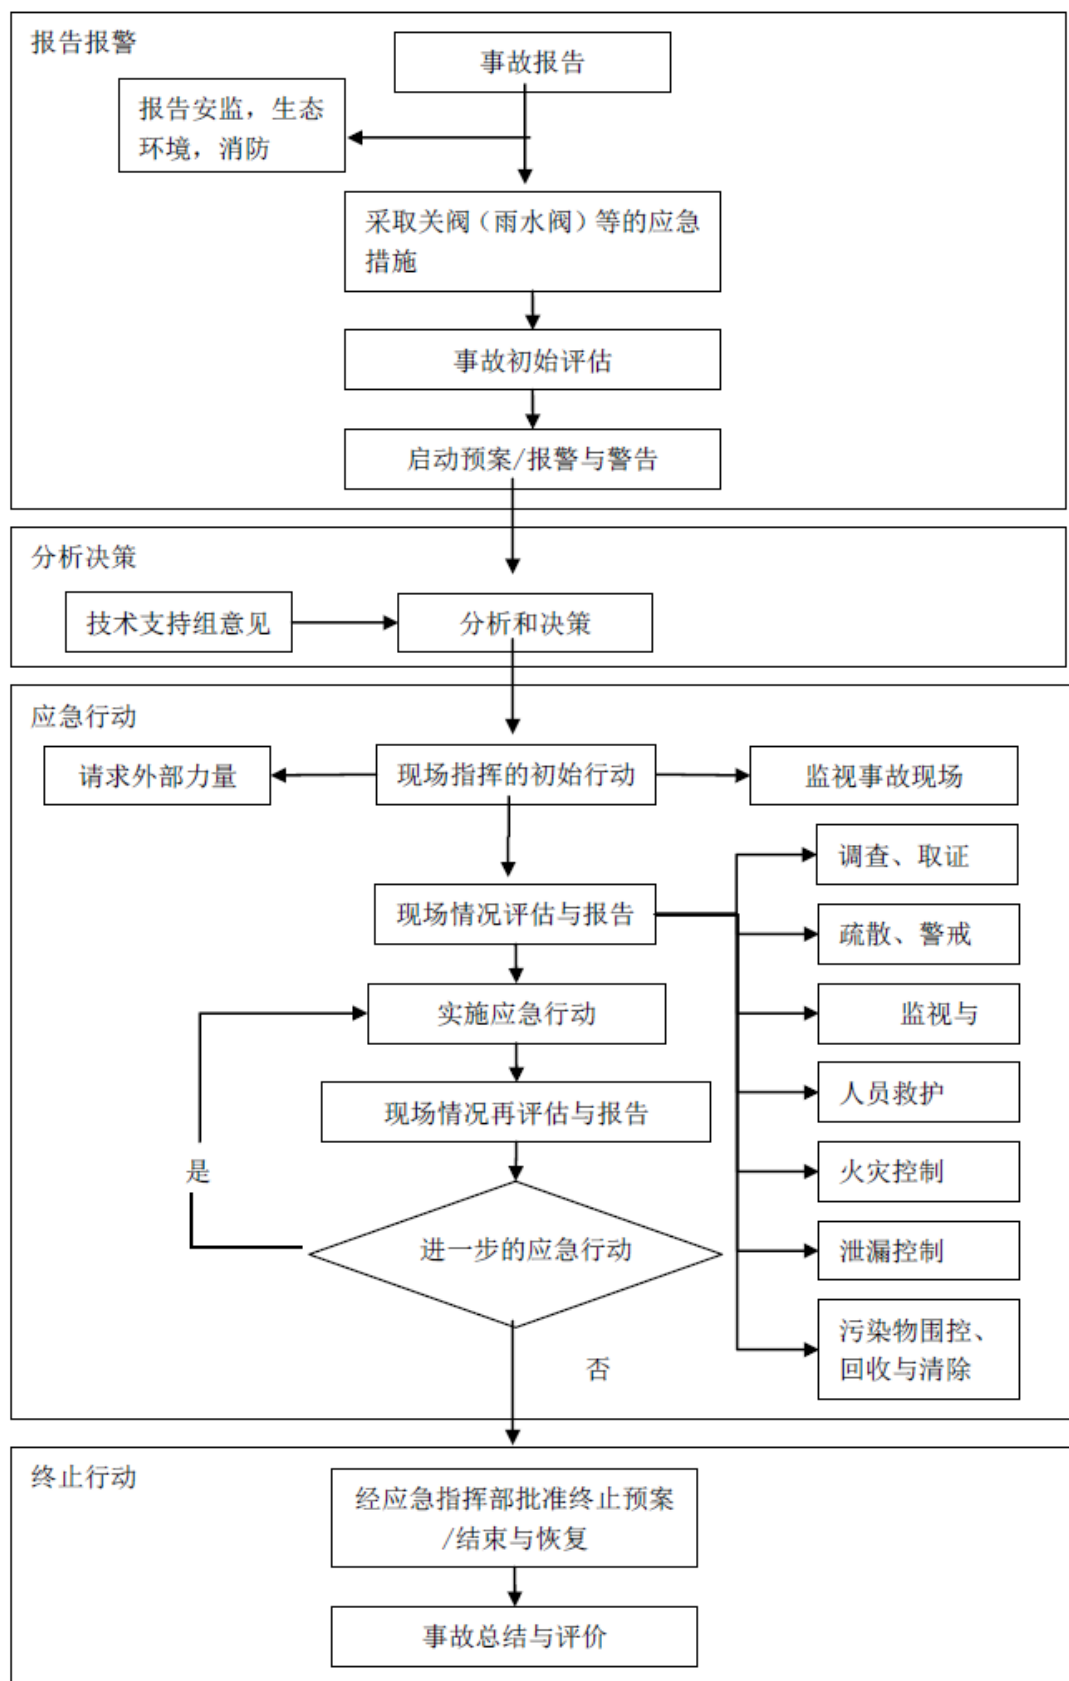 报告报警
事故报告
报告安监，生态
环境，消防
采取关阀（雨水阀）等的应急
措施
事故初始评估
启动预案/报警与警告
分析决策
技术支持组意见
分析和决策
应急行动
请求外部力量
现场指挥的初始行动
监视事故现场
调查、取证
现场情况评估与报告
疏散、警戒
实施应急行动
监视与
人员救护
现场情况再评估与报告
是
火灾控制
进一步的应急行动
泄漏控制
污染物围控、
回收与清除
否
终止行动
经应急指挥部批准终止预案
/结束与恢复
事故总结与评价